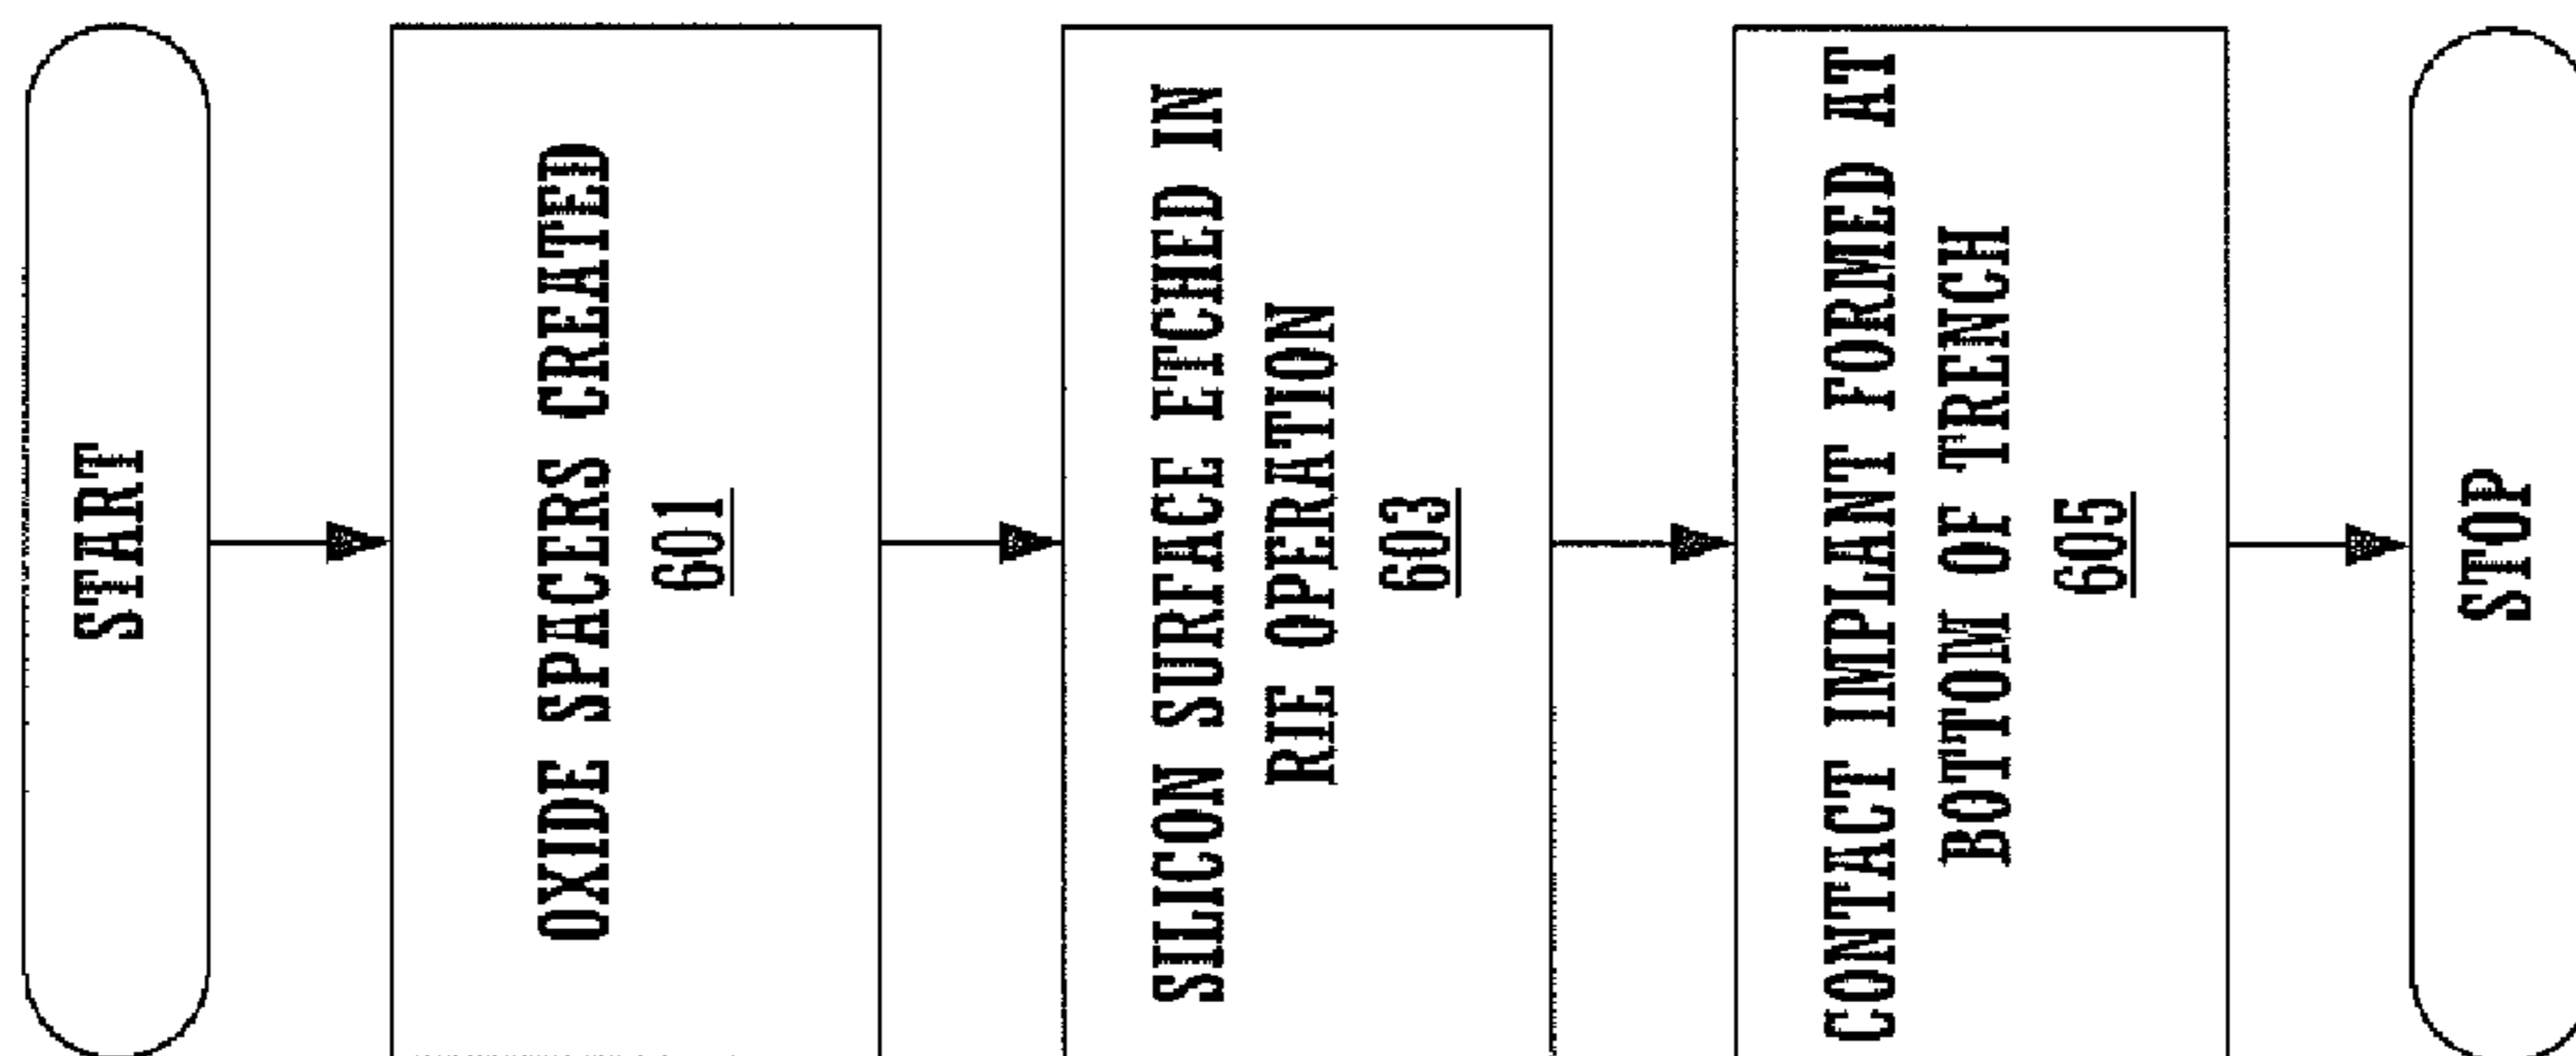 START
OXIDE SPACERS CREATED
601
SILICON SURFACE ETCHED IN
RIE OPERATION
603
CONTACT IMPLANT FORMED AT
BOTTOM OF TRENCH
605
STOP